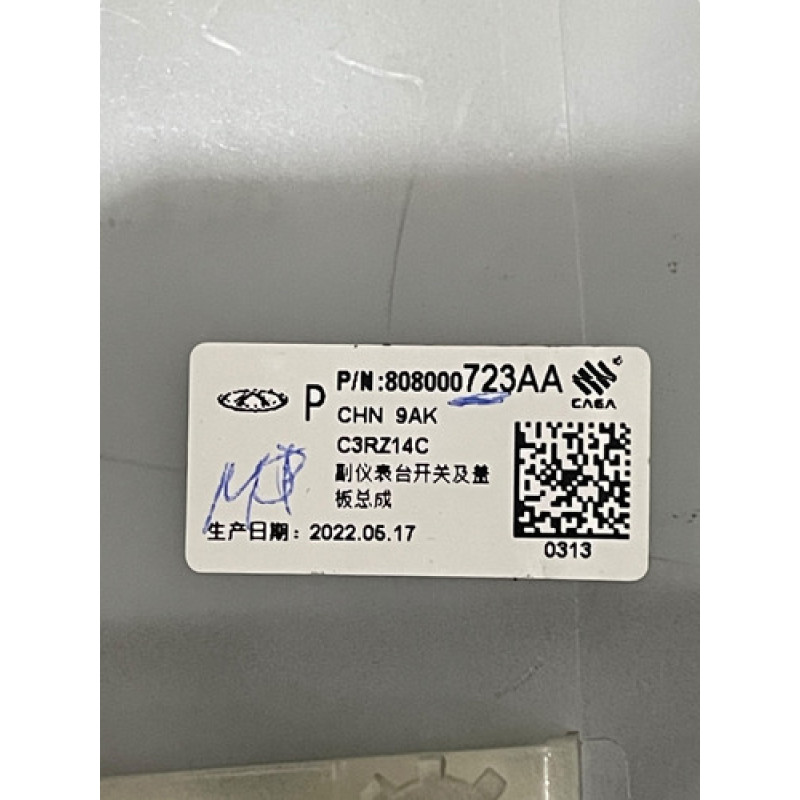 P P/N:808000723AA
CAEA
CHN 9AK
C3RZ14C
副仪表台开关及盖
板总成
生产日期：2022.05.17
0313